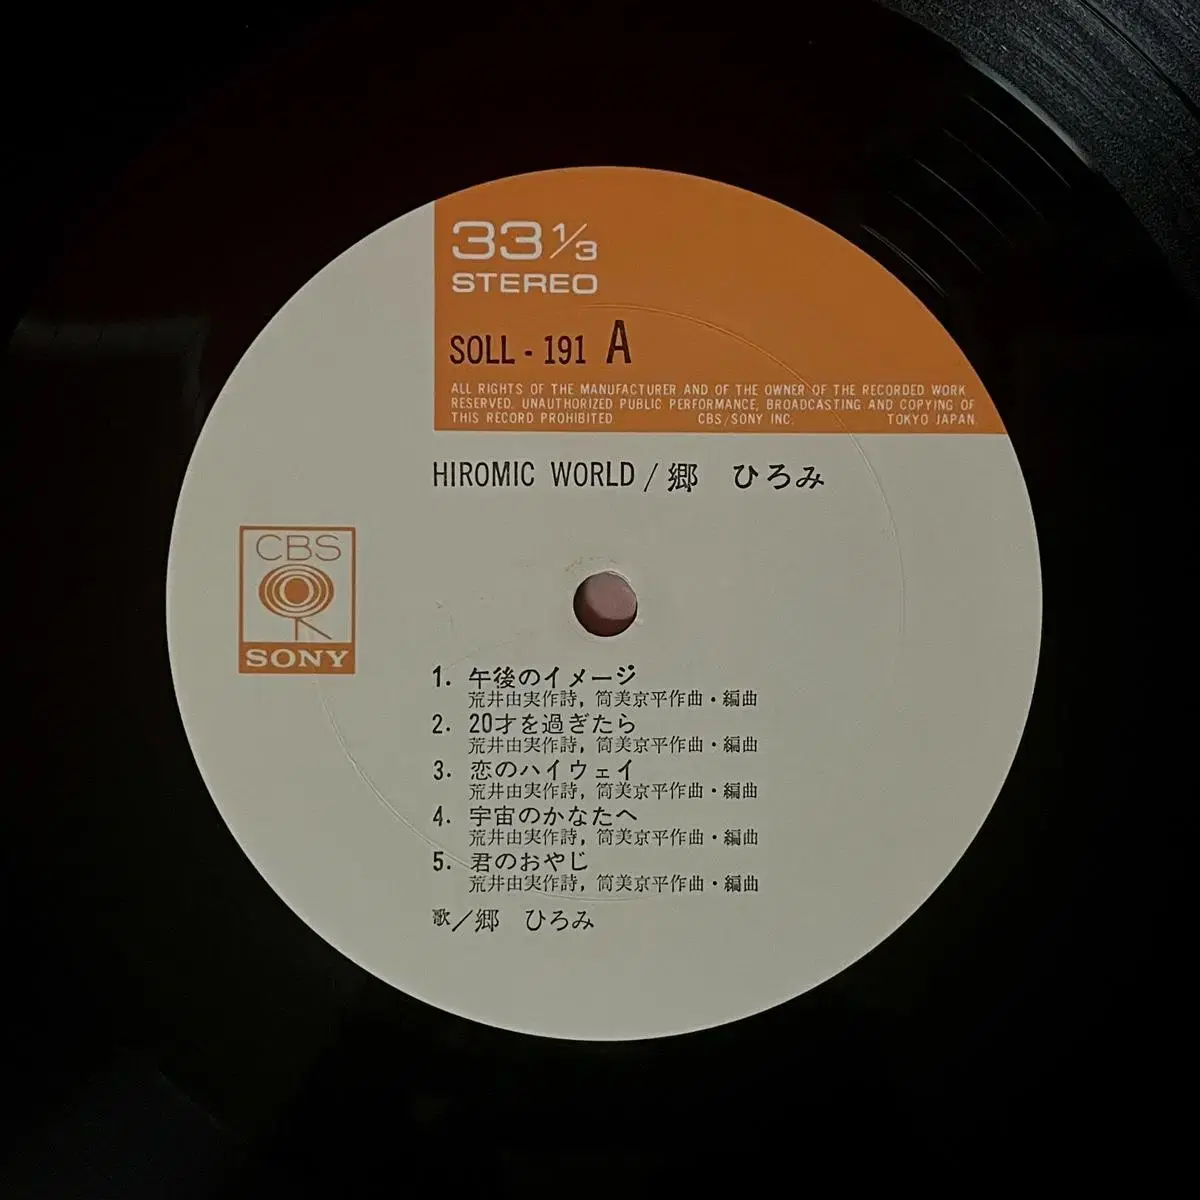 33 1/3
STEREO
SOLL - 191 A
ALL RIGHTS OF THE MANUFACTURER AND OF THE OWNER OF THE RECORDED WORK
RESERVED. UNAUTHORIZED PUBLIC PERFORMANCE, BROADCASTING AND COPYING OF
THIS RECORD PROHIBITED. CBS/SONY INC. TOKYO JAPAN.
HIROMIC WORLD / 郷 ひろみ
CBS
SONY
1. 午後のイメージ
荒井由実作詩, 筒美京平作曲・編曲
2. 20才を過ぎたら
荒井由実作詩, 筒美京平作曲・編曲
3. 恋のハイウェイ
荒井由実作詩, 筒美京平作曲・編曲
4. 宇宙のかなたへ
荒井由実作詩, 筒美京平作曲・編曲
5. 君のおやじ
荒井由実作詩, 筒美京平作曲・編曲
歌/郷 ひろみ